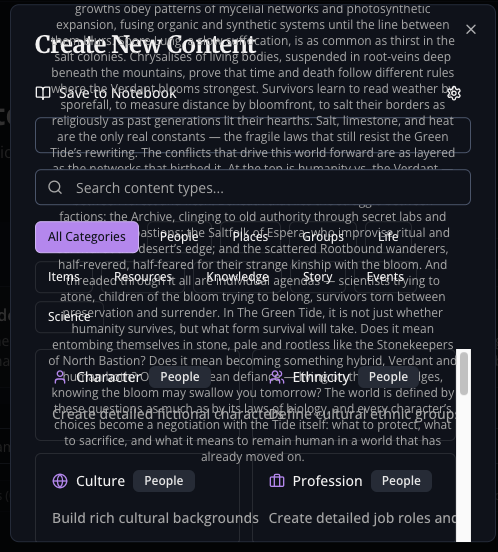 growths obey patterns of mycelial networks and photosynthetic
expansion, fusing organic and synthetic systems until the line between
Create New Content
suffocation, is as common as thirst in the
salt colonies. Chrysalises of living bodies, suspended in root-veins deep
beneath the mountains, prove that time and death follow different rules
where the Verdant blooms strongest. Survivors learn to read weather by
Save to Notebook
sporefall, to measure distance by bloomfront, to salt their borders as
religiously as past generations lit their hearths. Salt, limestone, and heat
are the only real constants — the fragile laws that still resist the Green
Tide's rewriting. The conflicts that drive this world forward are as layered
as the networks that birthed it. At the top is humanity vs. the Verdant
Search content types...
factions: the Archive, clinging to old authority through secret labs and
bastions; the Saltfolk of Espera, who improvise ritual and
All Categories
People
Places
Groups
Life
desert's edge; and the scattered Rootbound wanderers,
half-revered, half-feared for their strange kinship with the bloom. And
threaded through it all are individual agendas — scientists trying to
Items
Resources
Knowledge
Story
Events
atone, children of the bloom trying to belong, survivors torn between
preservation and surrender. In The Green Tide, it is not just whether
Science
humanity survives, but what form survival will take. Does it mean
entombing themselves in stone, pale and rootless like the Stonekeepers
of North Bastion? Does it mean becoming something hybrid, Verdant and
Character
People
Ethnicity
People
knowing the bloom may swallow you tomorrow? The world is defined by
these questions as much as by its laws of biology, and every character's
Create detailed human characters
Define cultural ethnic groups
choices become a negotiation with the Tide itself: what to protect, what
to sacrifice, and what it means to remain human in a world that has
already moved on.
Culture
People
Profession
People
Build rich cultural backgrounds
Create detailed job roles and